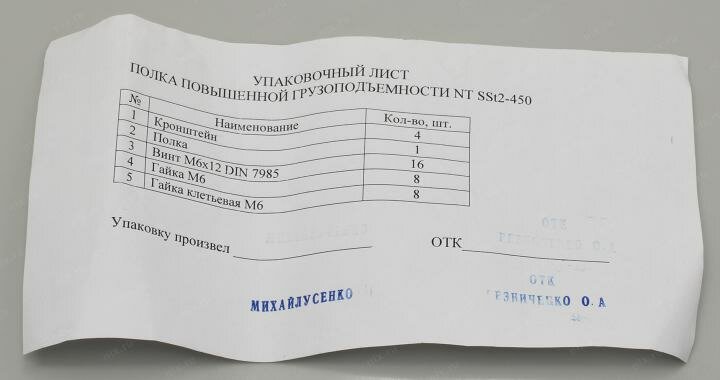 УПАКОВОЧНЫЙ ЛИСТ
ПОЛКА ПОВЫШЕННОЙ ГРУЗОПОДЪЕМНОСТИ NT SSt2-450
№ Наименование Кол-во, шт.
1 Кронштейн 4
2 Полка 1
3 Винт М6х12 DIN 7985 16
4 Гайка М6 8
5 Гайка клетьевая М6 8
Упаковку произвел ОТК
МИХАЙЛУСЕНКО
ОТК
О.А